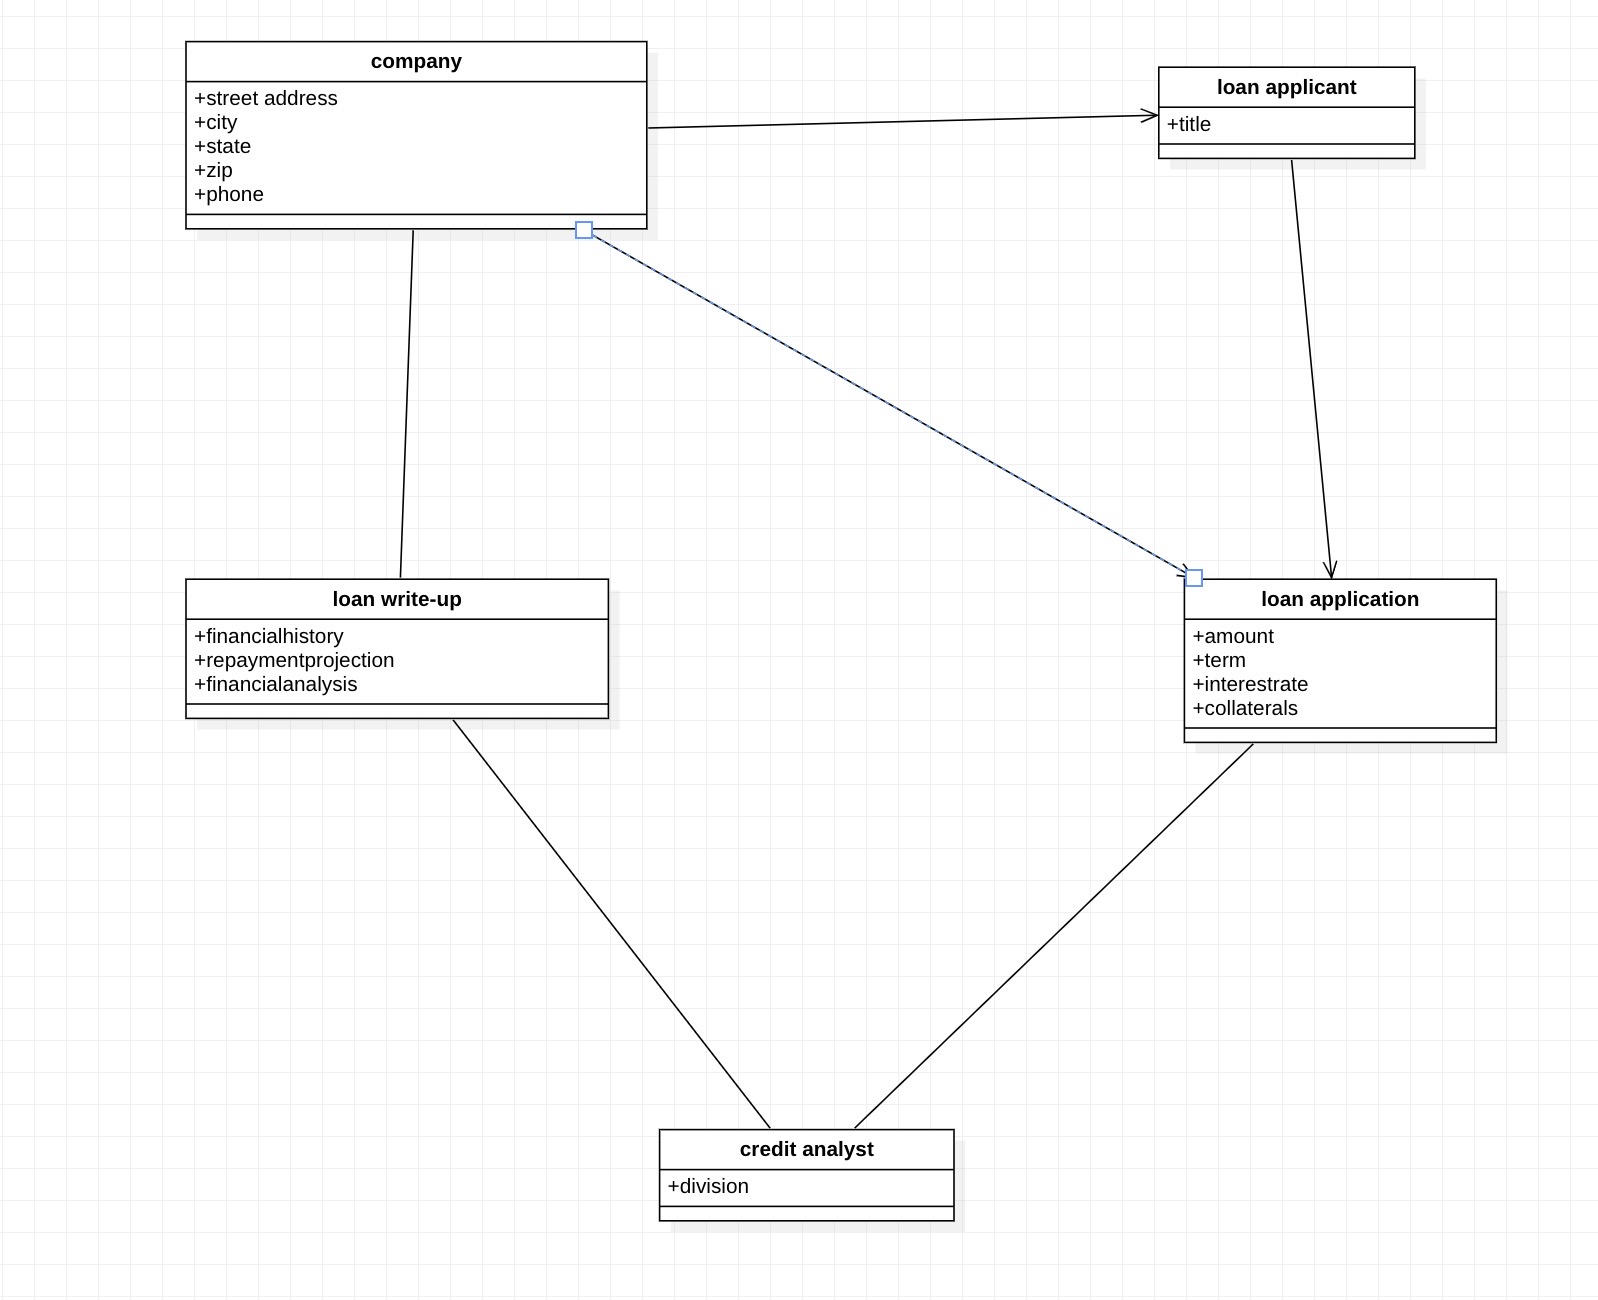 company
+street address
+city
+state
+zip
+phone
loan applicant
+title
loan write-up
+financialhistory
+repaymentprojection
+financialanalysis
loan application
+amount
+term
+interestrate
+collaterals
credit analyst
+division